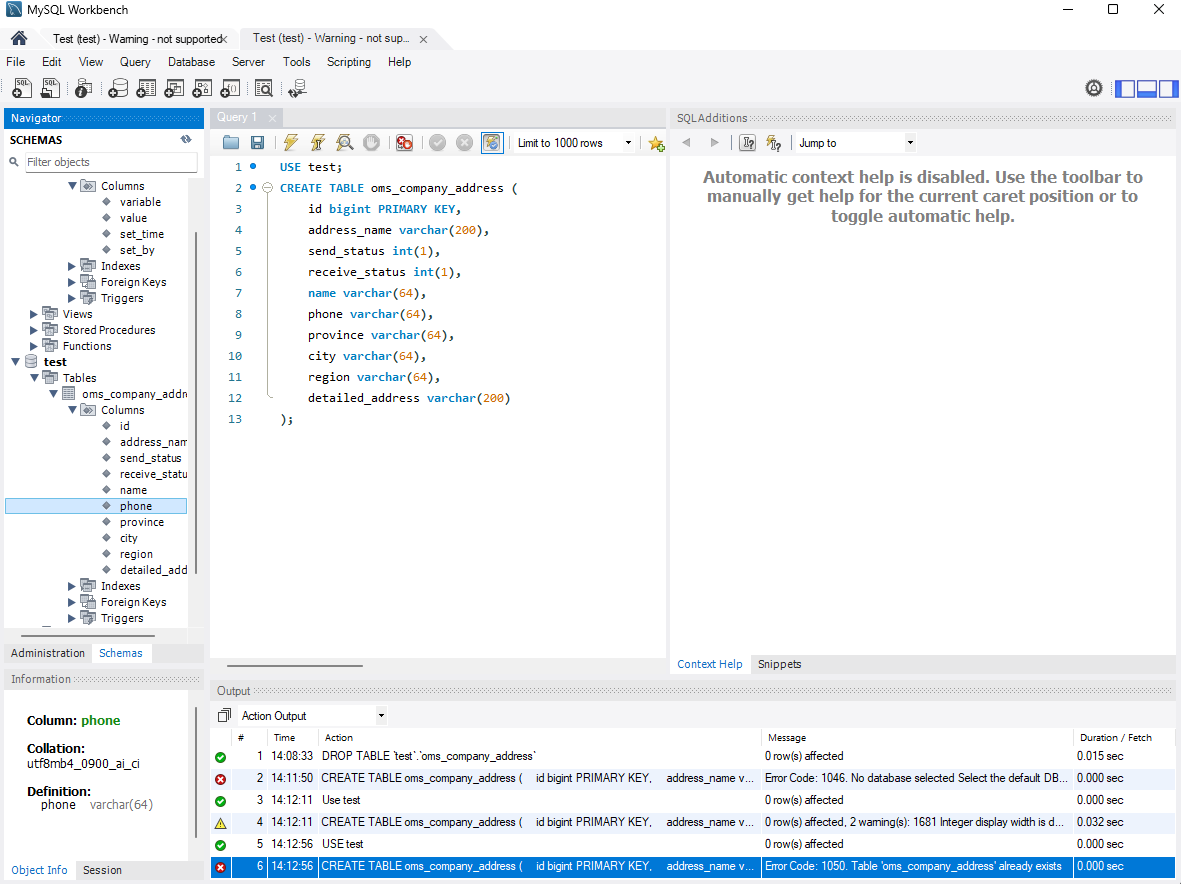 MySQL Workbench
Test (test) - Warning - not supported
Test (test) - Warning - not sup...
File Edit View Query Database Server Tools Scripting Help
Navigator
SCHEMAS
Filter objects
Columns
variable
value
set_time
set_by
Indexes
Foreign Keys
Triggers
Views
Stored Procedures
Functions
test
Tables
oms_company_addr
Columns
id
address_nam
send_status
receive_statu
name
phone
province
city
region
detailed_add
Indexes
Foreign Keys
Triggers
Administration Schemas
Information
Column: phone
Collation:
utf8mb4_0900_ai_ci
Definition:
phone varchar(64)
Object Info Session
Query 1
Limit to 1000 rows
1 USE test;
2 CREATE TABLE oms_company_address (
3 id bigint PRIMARY KEY,
4 address_name varchar(200),
5 send_status int(1),
6 receive_status int(1),
7 name varchar(64),
8 phone varchar(64),
9 province varchar(64),
10 city varchar(64),
11 region varchar(64),
12 detailed_address varchar(200)
13 );
SQLAdditions
Jump to
Automatic context help is disabled. Use the toolbar to
manually get help for the current caret position or to
toggle automatic help.
Context Help Snippets
Output
Action Output
# Time Action Message Duration / Fetch
1 14:08:33 DROP TABLE `test`.`oms_company_address` 0 row(s) affected 0.015 sec
2 14:11:50 CREATE TABLE oms_company_address ( id bigint PRIMARY KEY, address_name v... Error Code: 1046. No database selected Select the default DB... 0.000 sec
3 14:12:11 Use test 0 row(s) affected 0.000 sec
4 14:12:11 CREATE TABLE oms_company_address ( id bigint PRIMARY KEY, address_name v... 0 row(s) affected, 2 warning(s): 1681 Integer display width is d... 0.032 sec
5 14:12:56 USE test 0 row(s) affected 0.000 sec
6 14:12:56 CREATE TABLE oms_company_address ( id bigint PRIMARY KEY, address_name v... Error Code: 1050. Table 'oms_company_address' already exists 0.000 sec